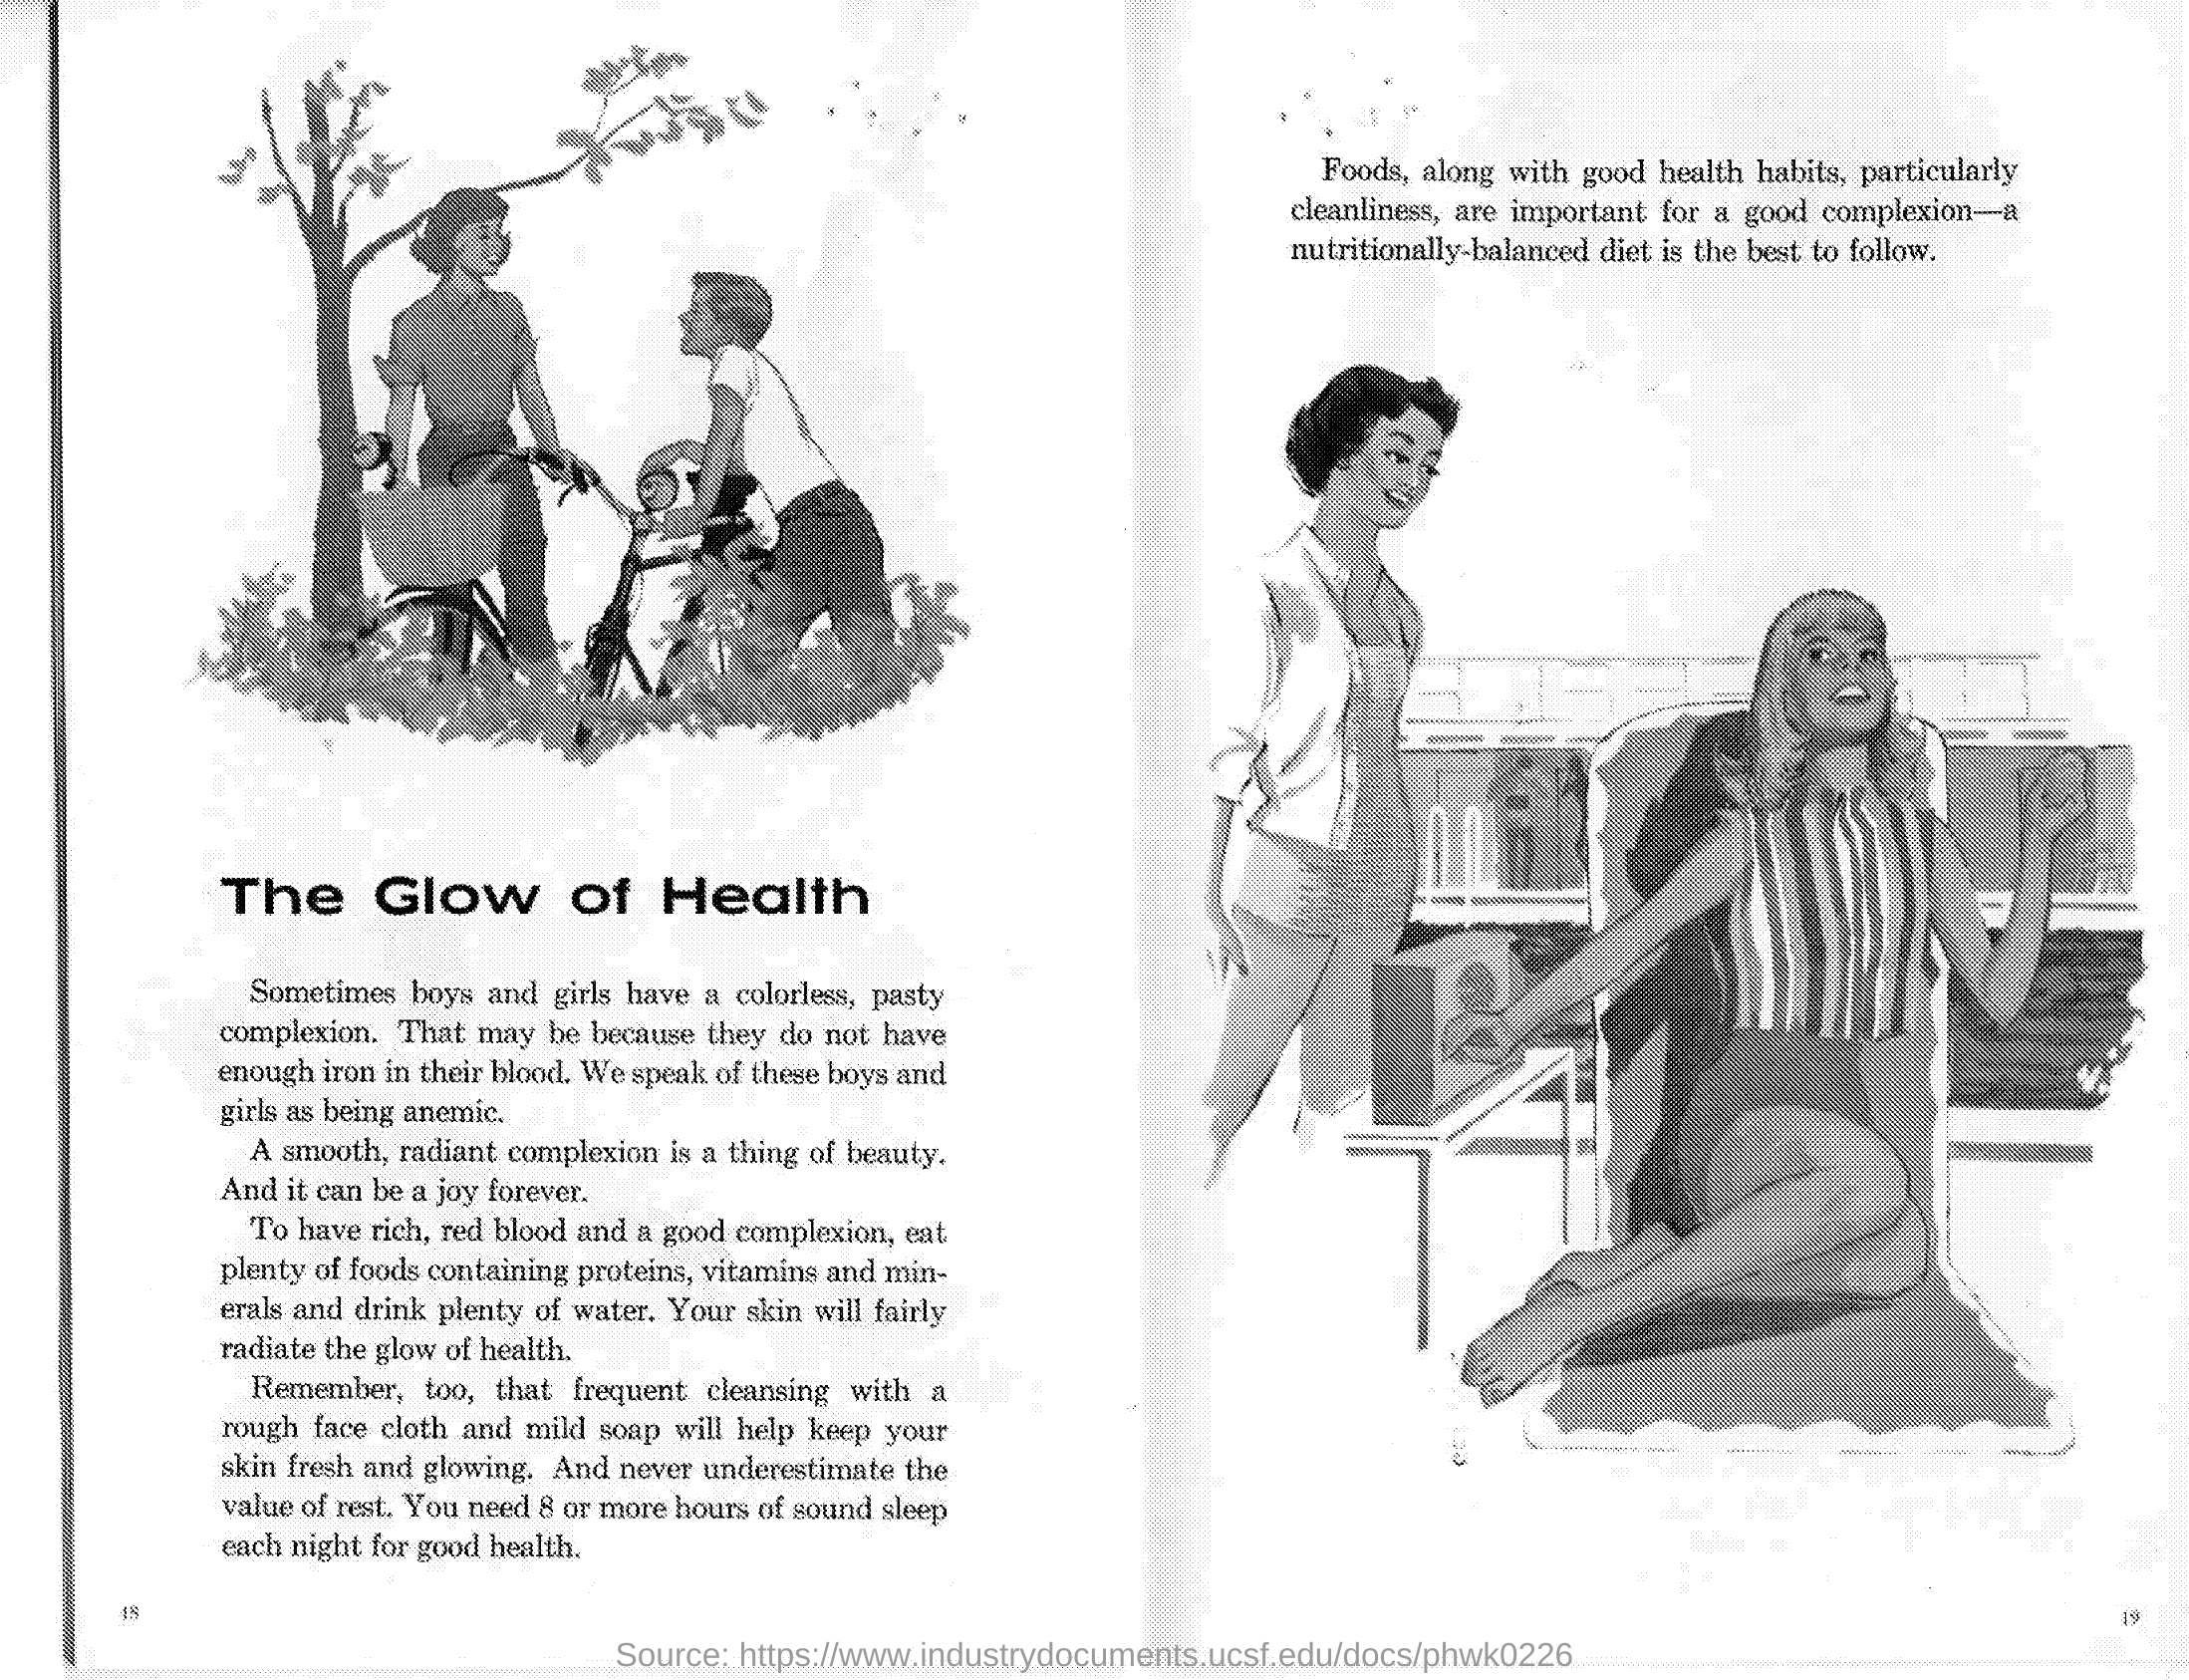 The Glow of Health
Sometimes boys and girls have a colorless, pasty
complexion. That may be because they do not have
enough iron in their blood. We speak of these boys and
girls as being anemic.
A smooth, radiant complexion is a thing of beauty.
And it can be a joy forever.
To have rich, red blood and a good complexion, eat
plenty of foods containing proteins, vitamins and min-
erals and drink plenty of water. Your skin will fairly
radiate the glow of health.
Remember, too, that frequent cleansing with a
rough face cloth and mild soap will help keep your
skin fresh and glowing. And never underestimate the
value of rest. You need 8 or more hours of sound sleep
each night for good health.
18
Foods, along with good health habits, particularly
cleanliness, are important for a good complexion—a
nutritionally-balanced diet is the best to follow.
19
Source: https://www.industrydocuments.ucsf.edu/docs/phwk0226